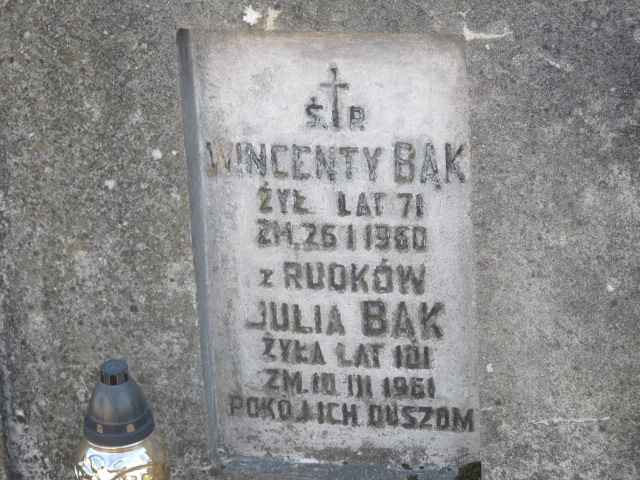 Ś. P.
WINCENTY BĄK
ŻYŁ LAT 71
ZM. 26 I 1960
z RUDKÓW
JULIA BĄK
ŻYŁA LAT 101
ZM. 10 III 1961
POKÓJ ICH DUSZOM